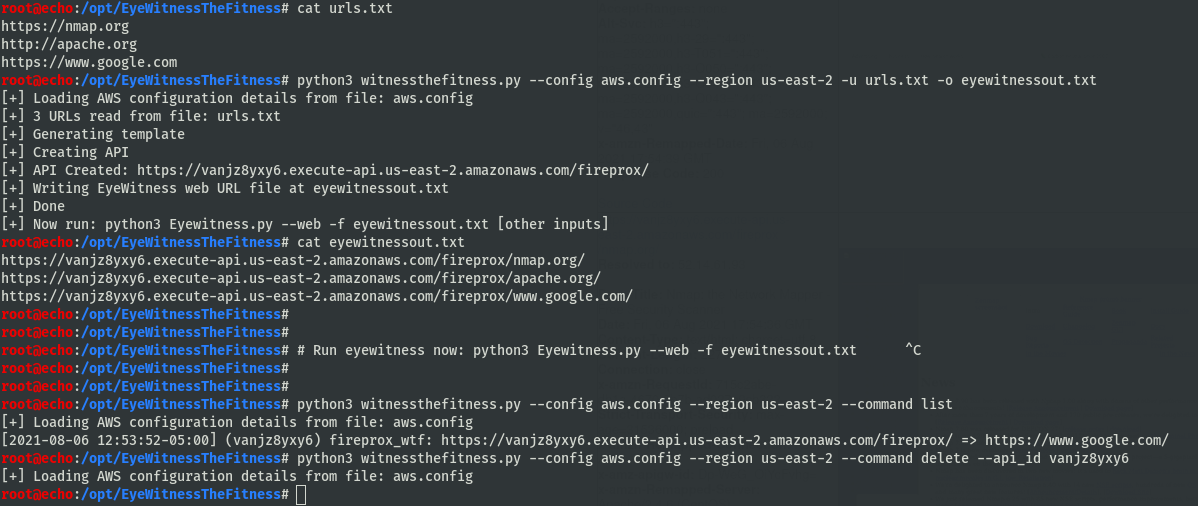 root@echo:/opt/EyeWitnessTheFitness# cat urls.txt
https://nmap.org
http://apache.org
https://www.google.com
root@echo:/opt/EyeWitnessTheFitness# python3 witnessthefitness.py --config aws.config --region us-east-2 -u urls.txt -o eyewitnessout.txt
[+] Loading AWS configuration details from file: aws.config
[+] 3 URLs read from file: urls.txt
[+] Generating template
[+] Creating API
[+] API Created: https://vanjz8yxy6.execute-api.us-east-2.amazonaws.com/fireprox/
[+] Writing EyeWitness web URL file at eyewitnessout.txt
[+] Done
[+] Now run: python3 Eyewitness.py --web -f eyewitnessout.txt [other inputs]
root@echo:/opt/EyeWitnessTheFitness# cat eyewitnessout.txt
https://vanjz8yxy6.execute-api.us-east-2.amazonaws.com/fireprox/nmap.org/
https://vanjz8yxy6.execute-api.us-east-2.amazonaws.com/fireprox/apache.org/
https://vanjz8yxy6.execute-api.us-east-2.amazonaws.com/fireprox/www.google.com/
root@echo:/opt/EyeWitnessTheFitness#
root@echo:/opt/EyeWitnessTheFitness#
root@echo:/opt/EyeWitnessTheFitness# # Run eyewitness now: python3 Eyewitness.py --web -f eyewitnessout.txt      ^C
root@echo:/opt/EyeWitnessTheFitness#
root@echo:/opt/EyeWitnessTheFitness#
root@echo:/opt/EyeWitnessTheFitness# python3 witnessthefitness.py --config aws.config --region us-east-2 --command list
[+] Loading AWS configuration details from file: aws.config
[2021-08-06 12:53:52-05:00] (vanjz8yxy6) fireprox_wtf: https://vanjz8yxy6.execute-api.us-east-2.amazonaws.com/fireprox/ => https://www.google.com/
root@echo:/opt/EyeWitnessTheFitness# python3 witnessthefitness.py --config aws.config --region us-east-2 --command delete --api_id vanjz8yxy6
[+] Loading AWS configuration details from file: aws.config
root@echo:/opt/EyeWitnessTheFitness#